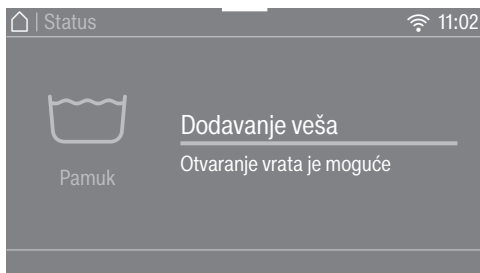 | Status 11:02
Dodavanje veša
Otvaranje vrata je moguće
Pamuk